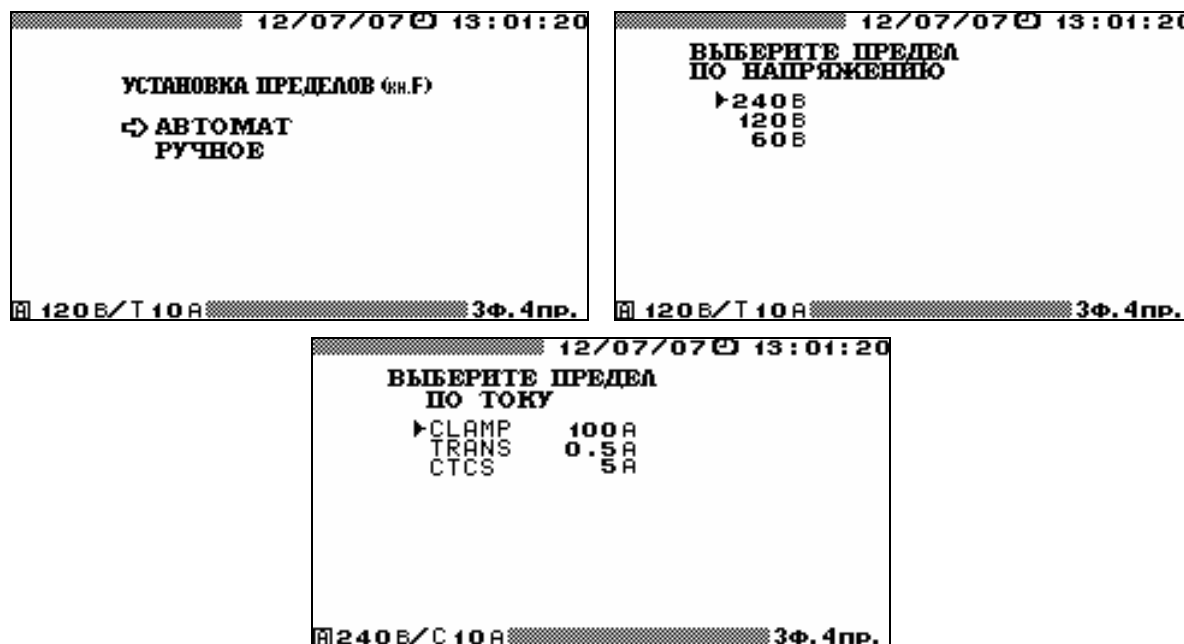 12/07/07 13:01:20
УСТАНОВКА ПРЕДЕЛОВ (кн.F)
АВТОМАТ
РУЧНОЕ
A 120В/Т10А 3ф.4пр.
12/07/07 13:01:20
ВЫБЕРИТЕ ПРЕДЕЛ
ПО НАПРЯЖЕНИЮ
240В
120В
60В
A 120В/Т10А 3ф.4пр.
12/07/07 13:01:20
ВЫБЕРИТЕ ПРЕДЕЛ
ПО ТОКУ
CLAMP 100А
TRANS 0.5А
CTCS 5А
A 240В/С10А 3ф.4пр.